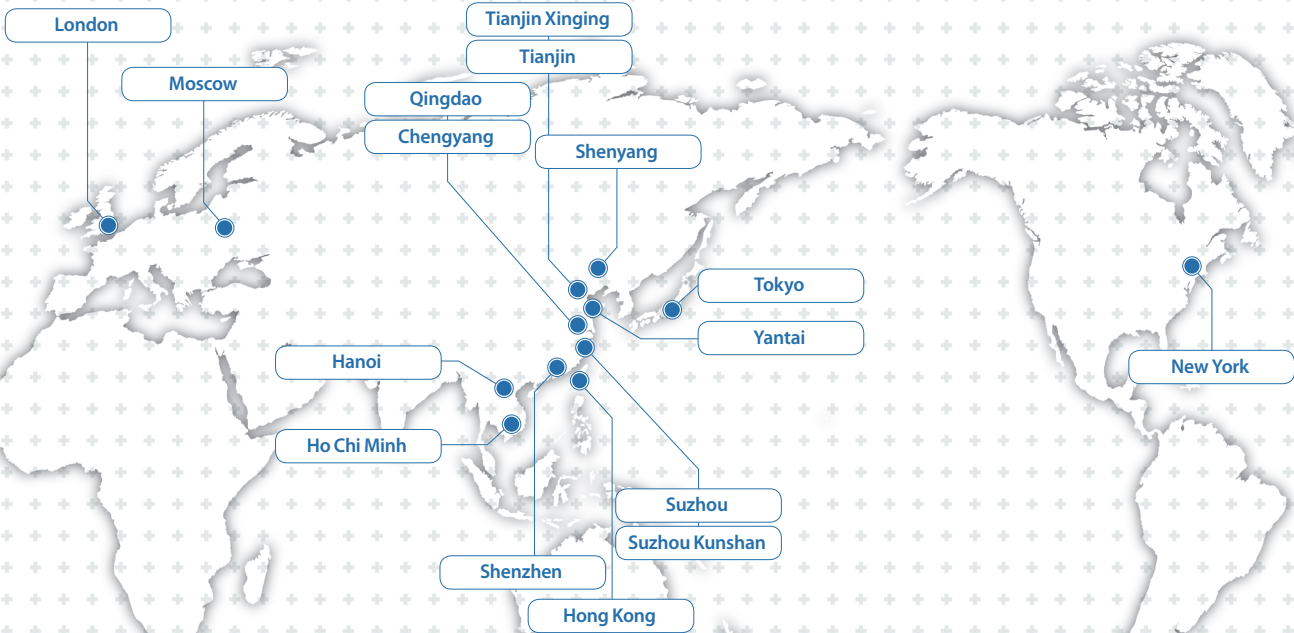 London
Tianjin Xinging
Tianjin
Moscow
Qingdao
Chengyang
Shenyang
Tokyo
Yantai
Hanoi
New York
Ho Chi Minh
Suzhou
Suzhou Kunshan
Shenzhen
Hong Kong